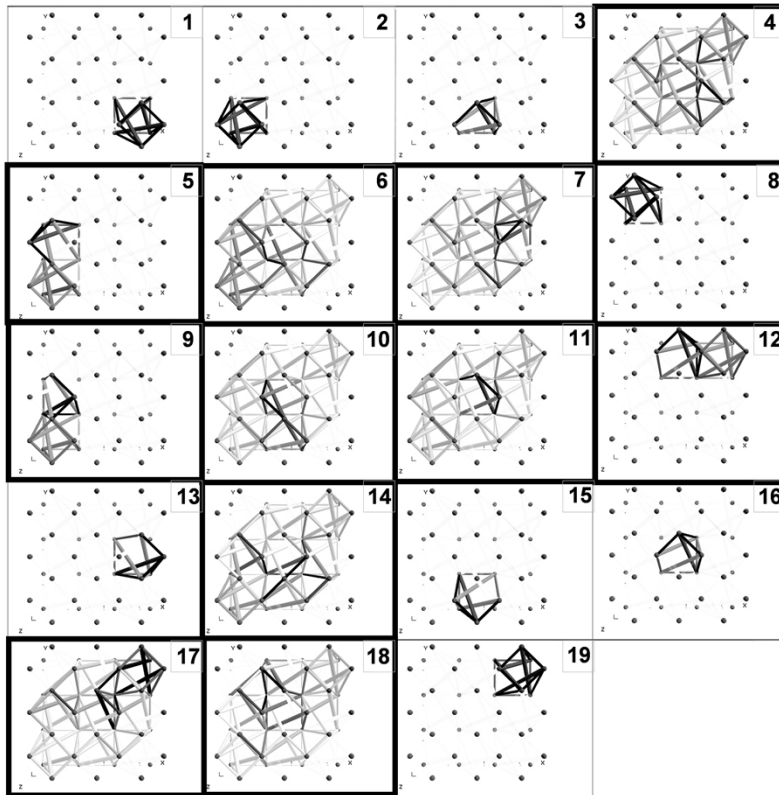 1 2 3 4
Y Y Y Y
X X X X
Z Z Z Z
5 6 7 8
Y Y Y Y
X X X X
Z Z Z Z
9 10 11 12
Y Y Y Y
X X X X
Z Z Z Z
13 14 15 16
Y Y Y Y
X X X X
Z Z Z Z
17 18 19
Y Y Y
X X X
Z Z Z